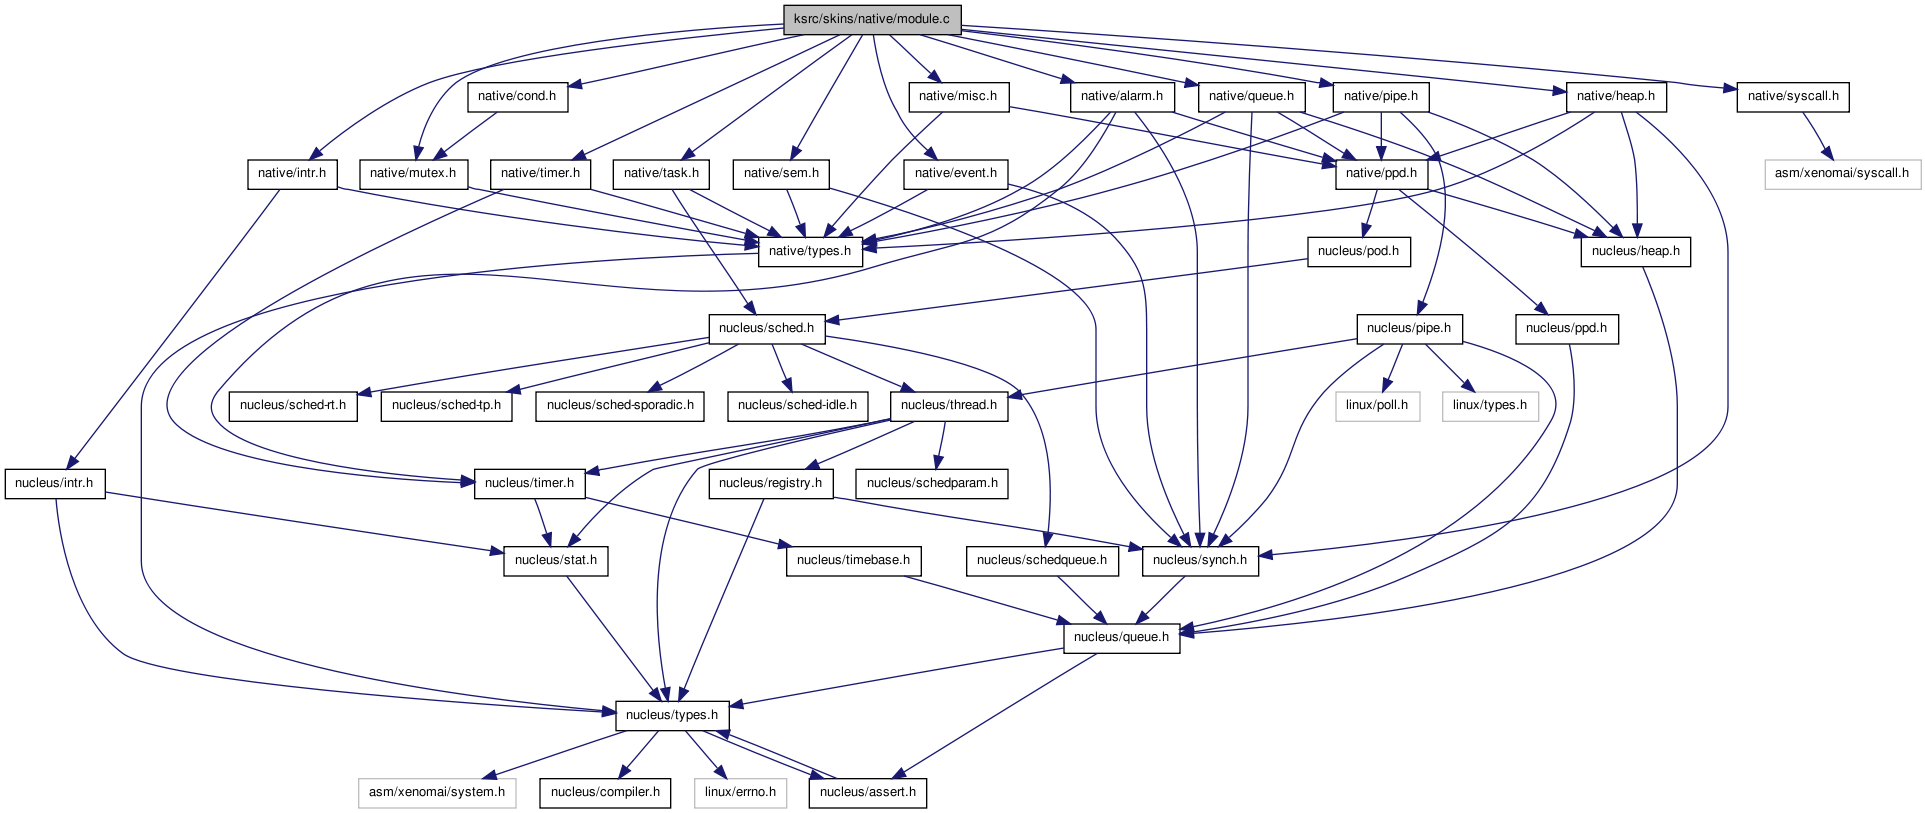 ksrc/skins/native/module.c
native/cond.h
native/misc.h
native/alarm.h
native/queue.h
native/pipe.h
native/heap.h
native/syscall.h
native/intr.h
native/mutex.h
native/timer.h
native/task.h
native/sem.h
native/event.h
native/ppd.h
asm/xenomai/syscall.h
native/types.h
nucleus/pod.h
nucleus/heap.h
nucleus/sched.h
nucleus/pipe.h
nucleus/ppd.h
nucleus/sched-rt.h
nucleus/sched-tp.h
nucleus/sched-sporadic.h
nucleus/sched-idle.h
nucleus/thread.h
linux/poll.h
linux/types.h
nucleus/intr.h
nucleus/timer.h
nucleus/registry.h
nucleus/schedparam.h
nucleus/stat.h
nucleus/timebase.h
nucleus/schedqueue.h
nucleus/synch.h
nucleus/queue.h
nucleus/types.h
asm/xenomai/system.h
nucleus/compiler.h
linux/errno.h
nucleus/assert.h